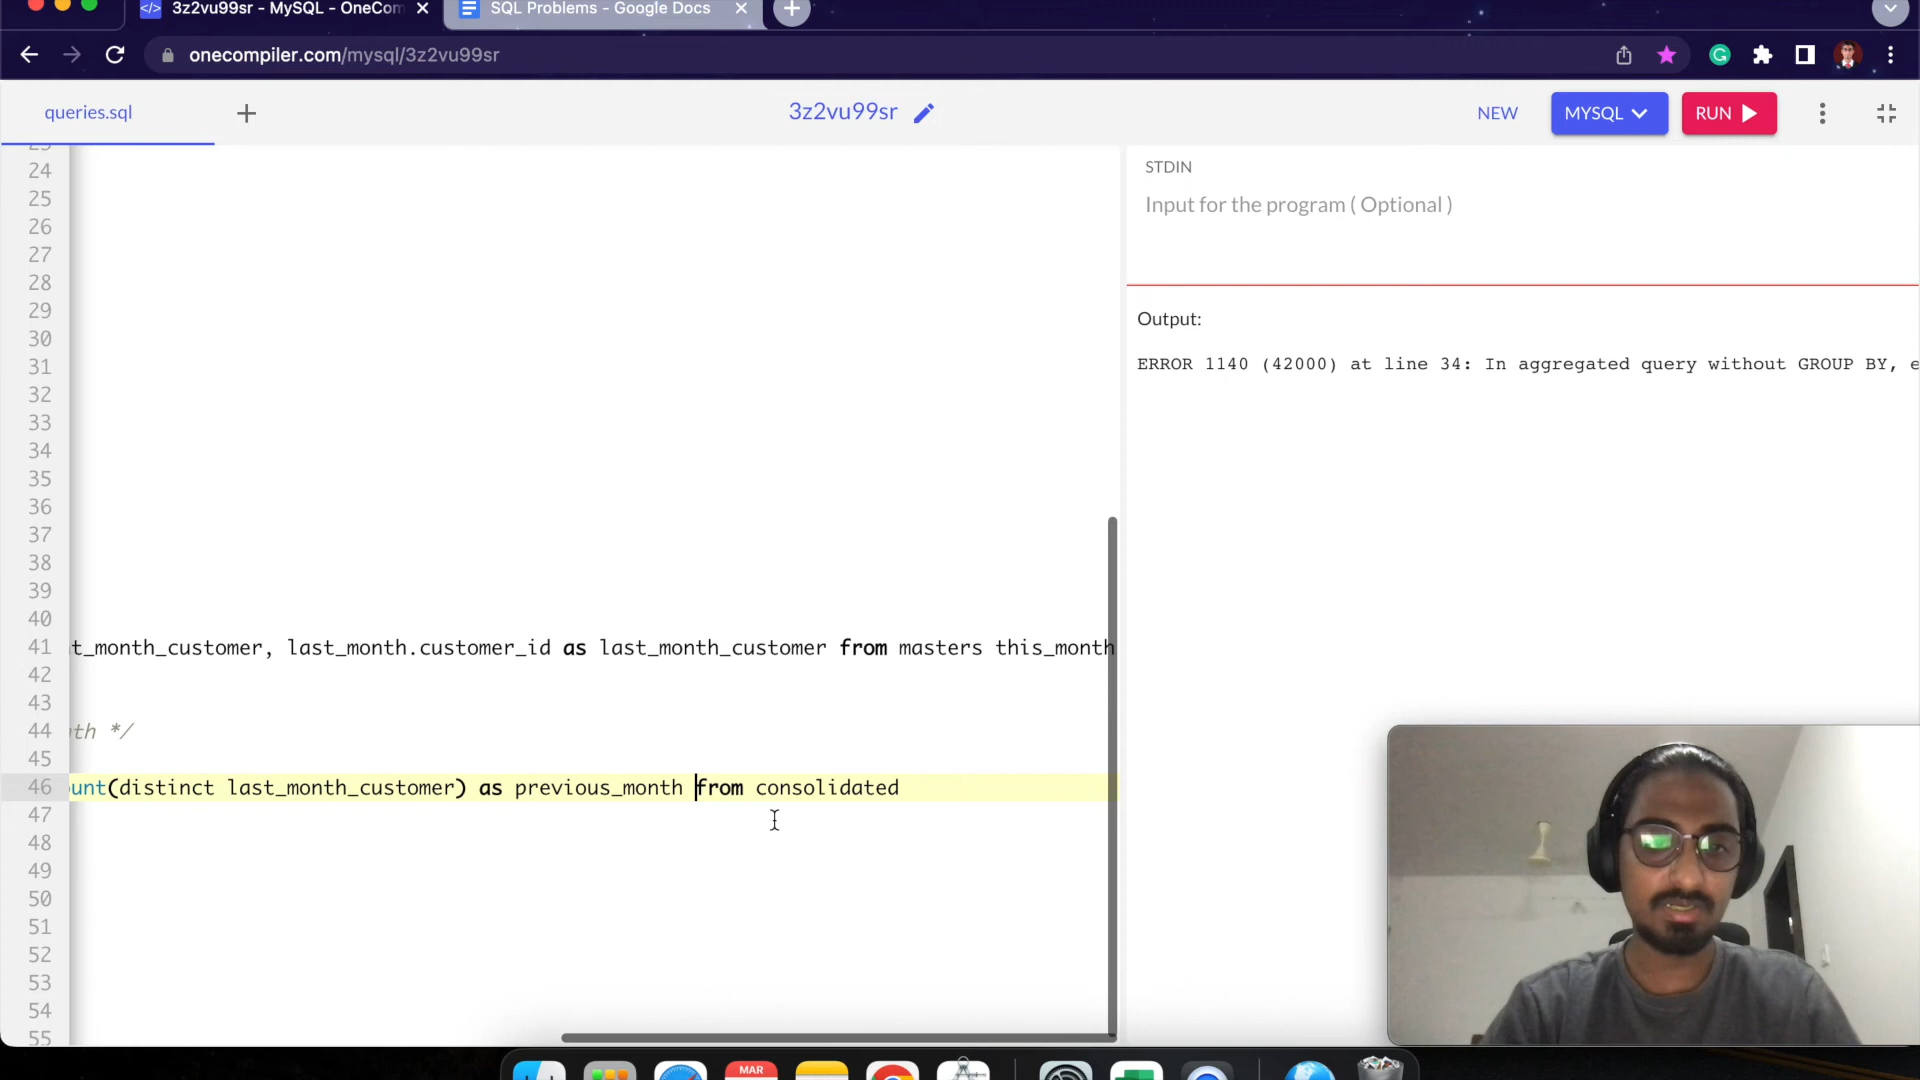 3z2vu99sr - MySQL - OneCom
SQL Problems - Google Docs
onecompiler.com/mysql/3z2vu99sr
queries.sql
3z2vu99sr
NEW
MYSQL
RUN
24
25
26
27
28
29
30
31
32
33
34
35
36
37
38
39
40
41 t_month_customer, last_month.customer_id as last_month_customer from masters this_month
42
43
44 th */
45
46 unt(distinct last_month_customer) as previous_month from consolidated
47
48
49
50
51
52
53
54
55
STDIN
Input for the program ( Optional )
Output:
ERROR 1140 (42000) at line 34: In aggregated query without GROUP BY, e
MAR